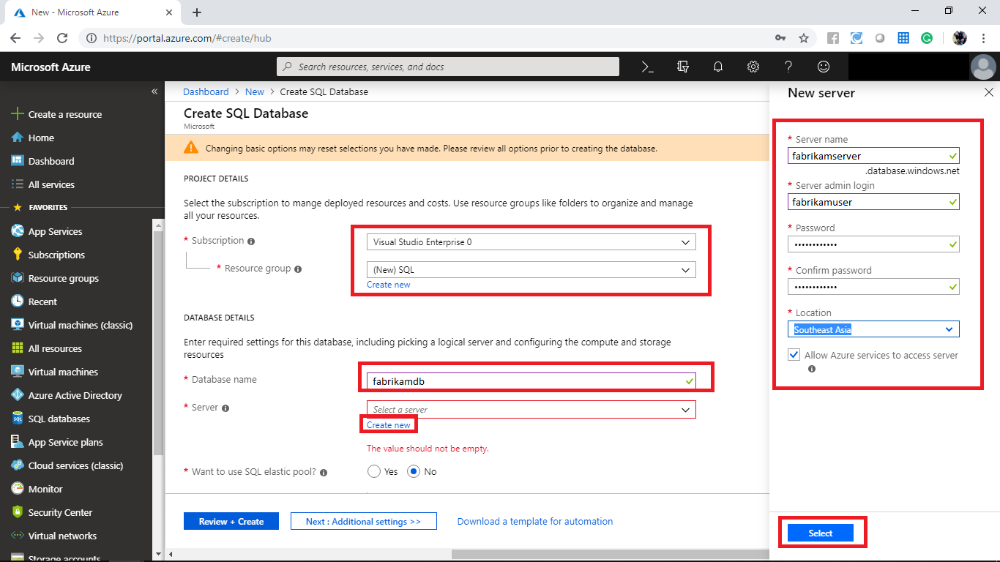 New - Microsoft Azure
https://portal.azure.com/#create/hub
Microsoft Azure
Search resources, services, and docs
Create a resource
Home
Dashboard
All services
FAVORITES
App Services
Subscriptions
Resource groups
Recent
Virtual machines (classic)
All resources
Virtual machines
Azure Active Directory
SQL databases
App Service plans
Cloud services (classic)
Monitor
Security Center
Virtual networks
Storage accounts
Dashboard > New > Create SQL Database
Create SQL Database
Microsoft
Changing basic options may reset selections you have made. Please review all options prior to creating the database.
PROJECT DETAILS
Select the subscription to mange deployed resources and costs. Use resource groups like folders to organize and manage
all your resources.
* Subscription
Visual Studio Enterprise 0
* Resource group
(New) SQL
Create new
DATABASE DETAILS
Enter required settings for this database, including picking a logical server and configuring the compute and storage
resources
* Database name
fabrikamdb
* Server
Select a server
Create new
The value should not be empty.
* Want to use SQL elastic pool?
Yes No
Review + Create
Next : Additional settings >>
Download a template for automation
New server
* Server name
fabrikamserver
.database.windows.net
* Server admin login
fabrikamuser
* Password
••••••••••••
* Confirm password
••••••••••••
* Location
Southeast Asia
Allow Azure services to access server
Select